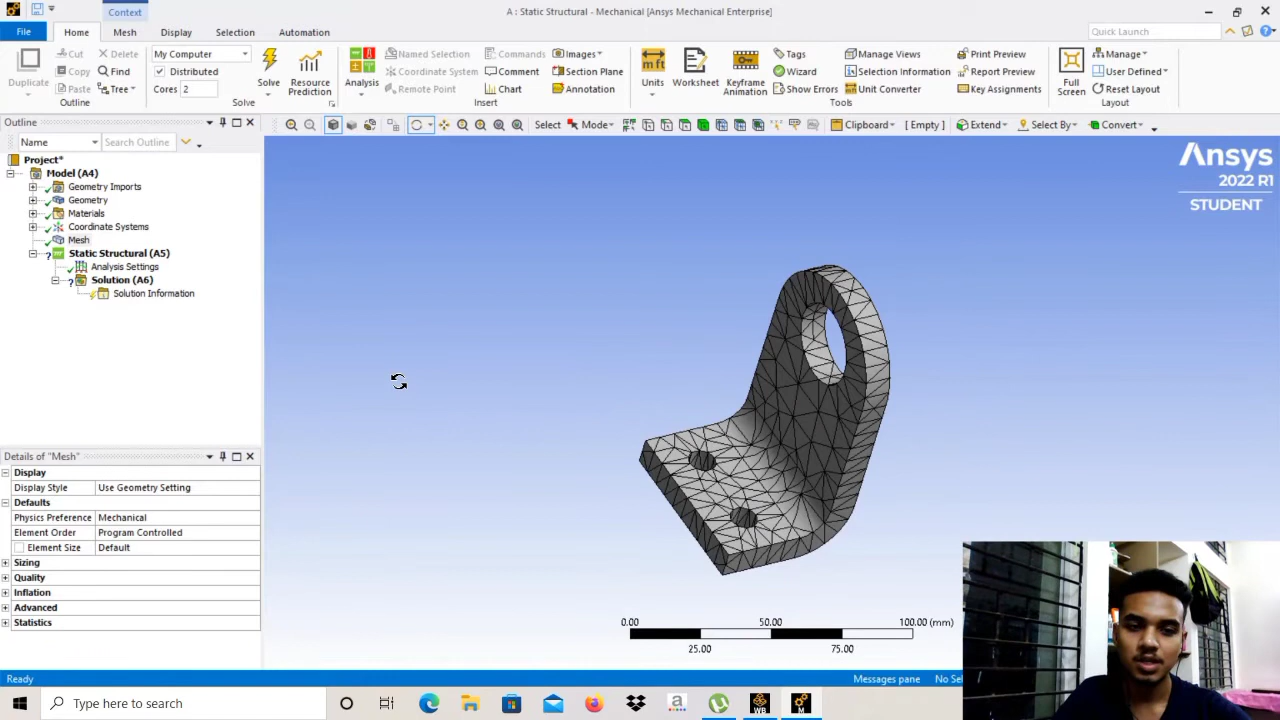 Context
A : Static Structural - Mechanical [Ansys Mechanical Enterprise]
File Home Mesh Display Selection Automation
Quick Launch
Duplicate
Cut
Copy
Paste
Delete
Find
Tree
Outline
My Computer
Distributed
Cores 2
Solve
Resource Prediction
Solve
Analysis
Named Selection
Coordinate System
Remote Point
Commands
Comment
Chart
Images
Section Plane
Annotation
Insert
Units
Worksheet
Keyframe Animation
Tags
Wizard
Show Errors
Manage Views
Selection Information
Unit Converter
Print Preview
Report Preview
Key Assignments
Tools
Full Screen
Manage
User Defined
Reset Layout
Layout
Outline
Name Search Outline
Select Mode Clipboard [ Empty ] Extend Select By Convert
Project*
Model (A4)
Geometry Imports
Geometry
Materials
Coordinate Systems
Mesh
Static Structural (A5)
Analysis Settings
Solution (A6)
Solution Information
Ansys
2022 R1
STUDENT
Details of "Mesh"
Display
Display Style Use Geometry Setting
Defaults
Physics Preference Mechanical
Element Order Program Controlled
Element Size Default
Sizing
Quality
Inflation
Advanced
Statistics
0.00 50.00 100.00 (mm)
25.00 75.00
Ready Messages pane No Sel
Type here to search
a
WB
M